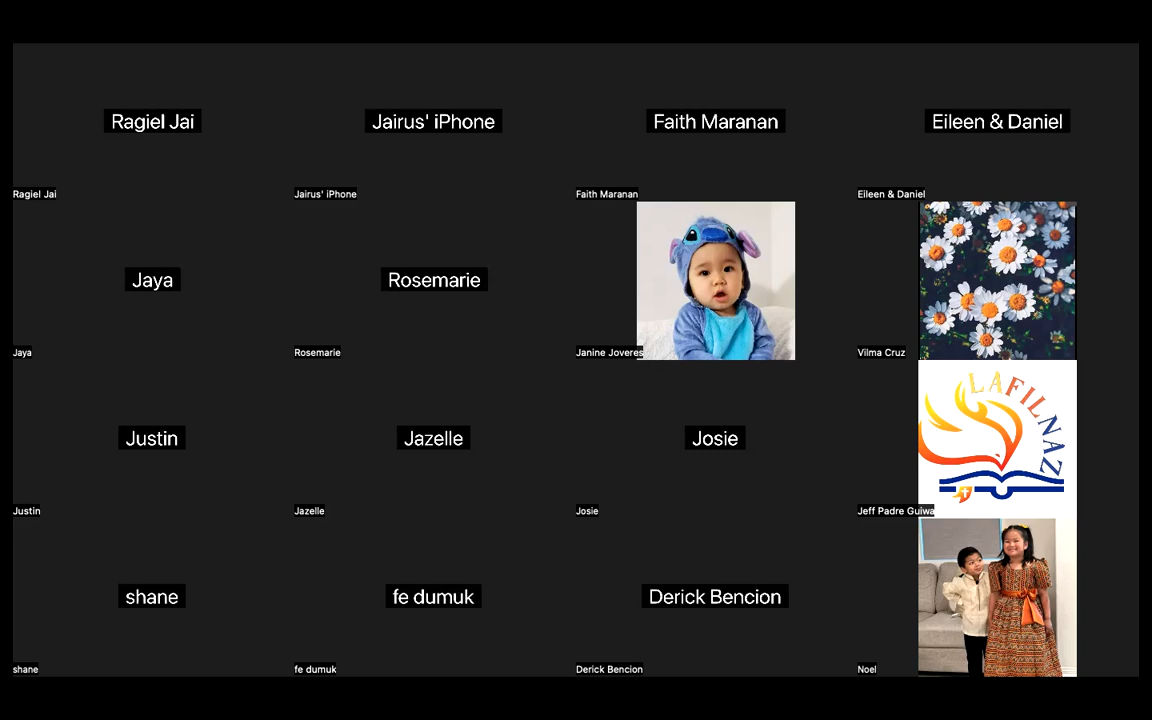 Ragiel Jai
Jairus' iPhone
Faith Maranan
Eileen & Daniel
Ragiel Jai
Jairus' iPhone
Faith Maranan
Eileen & Daniel
Jaya
Rosemarie
Jaya
Rosemarie
Janine Joveres
Vilma Cruz
LAFILNAZ
Justin
Jazelle
Josie
Justin
Jazelle
Josie
Jeff Padre Guiwa
shane
fe dumuk
Derick Bencion
shane
fe dumuk
Derick Bencion
Noel